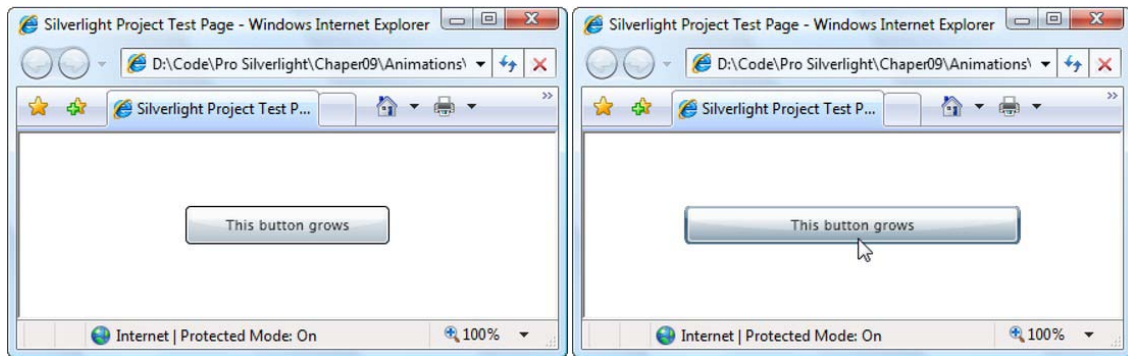 Silverlight Project Test Page - Windows Internet Explorer
D:\Code\Pro Silverlight\Chaper09\Animations\
Silverlight Project Test P...
This button grows
Internet | Protected Mode: On
100%
Silverlight Project Test Page - Windows Internet Explorer
D:\Code\Pro Silverlight\Chaper09\Animations\
Silverlight Project Test P...
This button grows
Internet | Protected Mode: On
100%